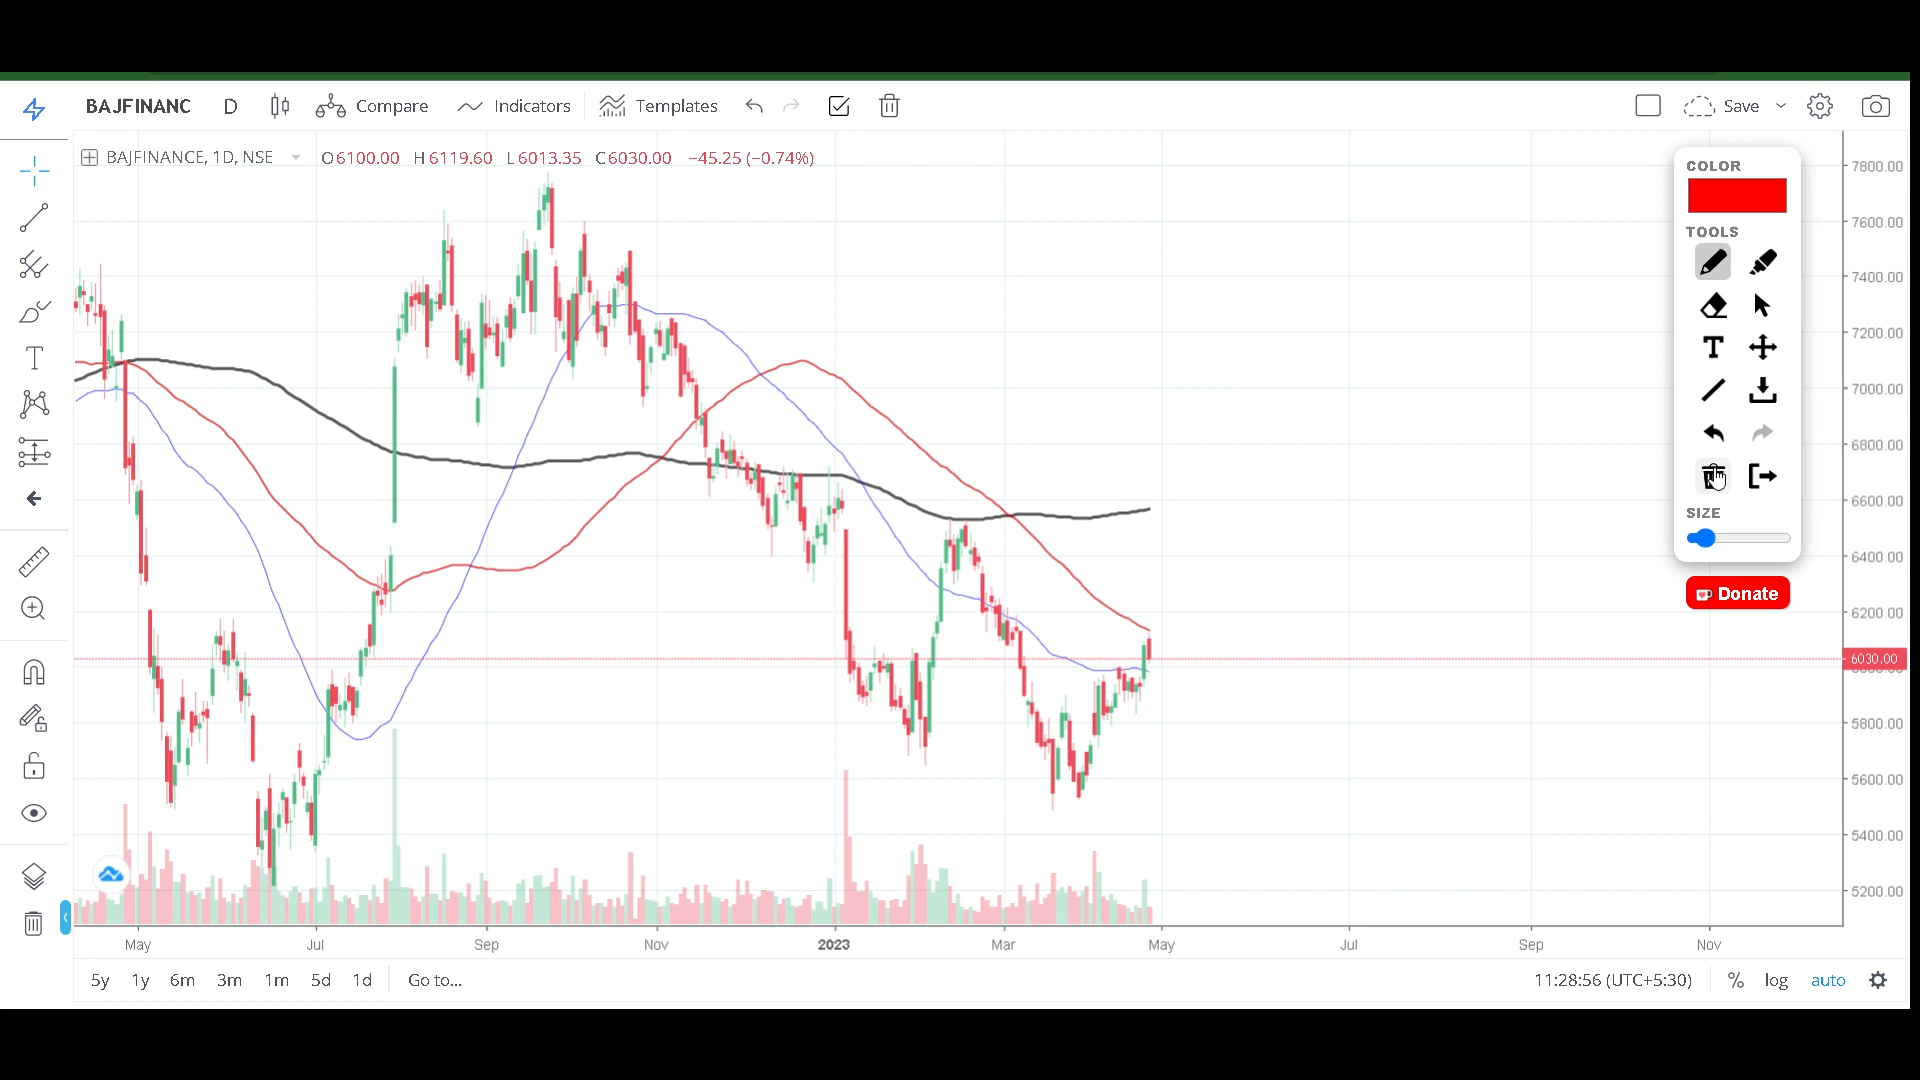 BAJFINANC D Compare Indicators Templates Save
BAJFINANCE, 1D, NSE O6100.00 H6119.60 L6013.35 C6030.00 −45.25 (−0.74%)
COLOR
TOOLS
T
SIZE
Donate
7800.00
7600.00
7400.00
7200.00
7000.00
6800.00
6600.00
6400.00
6200.00
6030.00
5800.00
5600.00
5400.00
5200.00
May Jul Sep Nov 2023 Mar May Jul Sep Nov
5y 1y 6m 3m 1m 5d 1d Go to... 11:28:56 (UTC+5:30) % log auto